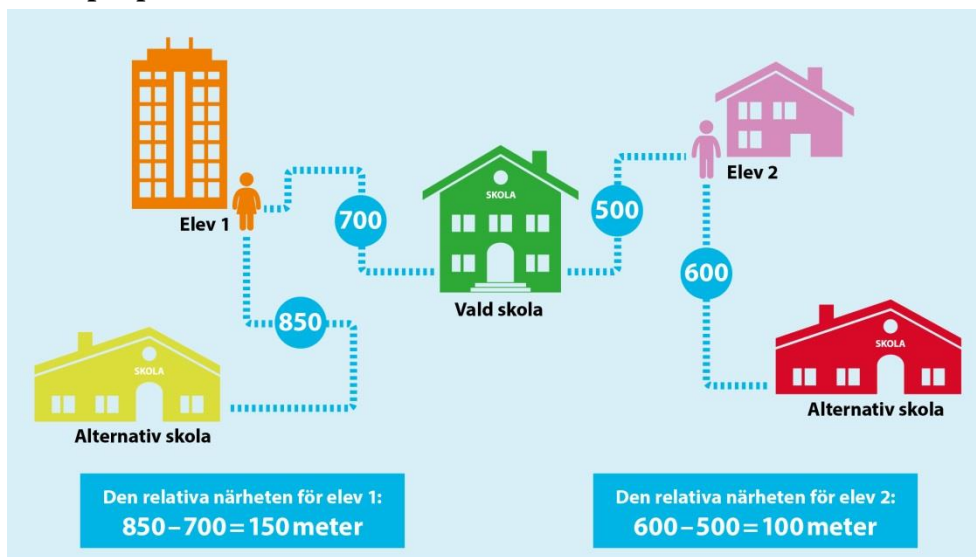 SKOLA
Elev 1
700
500
Elev 2
600
Vald skola
850
SKOLA
SKOLA
Alternativ skola
Alternativ skola
Den relativa närheten för elev 1:
850–700=150 meter
Den relativa närheten för elev 2:
600–500=100 meter